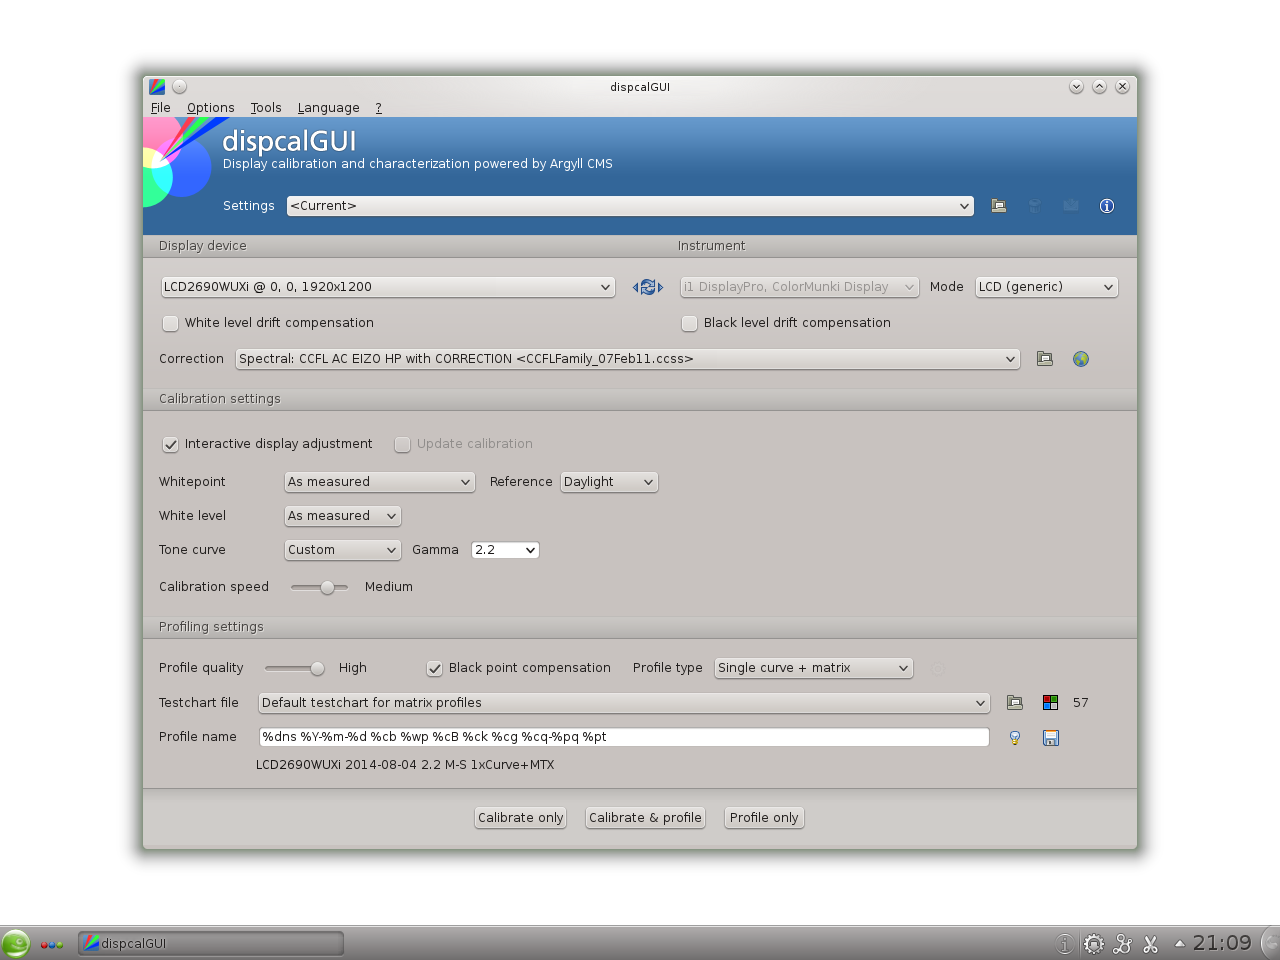 dispcalGUI
File Options Tools Language ?
dispcalGUI
Display calibration and characterization powered by Argyll CMS
Settings <Current>
Display device Instrument
LCD2690WUXi @ 0, 0, 1920x1200 i1 DisplayPro, ColorMunki Display Mode LCD (generic)
White level drift compensation Black level drift compensation
Correction Spectral: CCFL AC EIZO HP with CORRECTION <CCFLFamily_07Feb11.ccss>
Calibration settings
Interactive display adjustment Update calibration
Whitepoint As measured Reference Daylight
White level As measured
Tone curve Custom Gamma 2.2
Calibration speed Medium
Profiling settings
Profile quality High Black point compensation Profile type Single curve + matrix
Testchart file Default testchart for matrix profiles 57
Profile name %dns %Y-%m-%d %cb %wp %cB %ck %cg %cq-%pq %pt
LCD2690WUXi 2014-08-04 2.2 M-S 1xCurve+MTX
Calibrate only Calibrate & profile Profile only
dispcalGUI 21:09